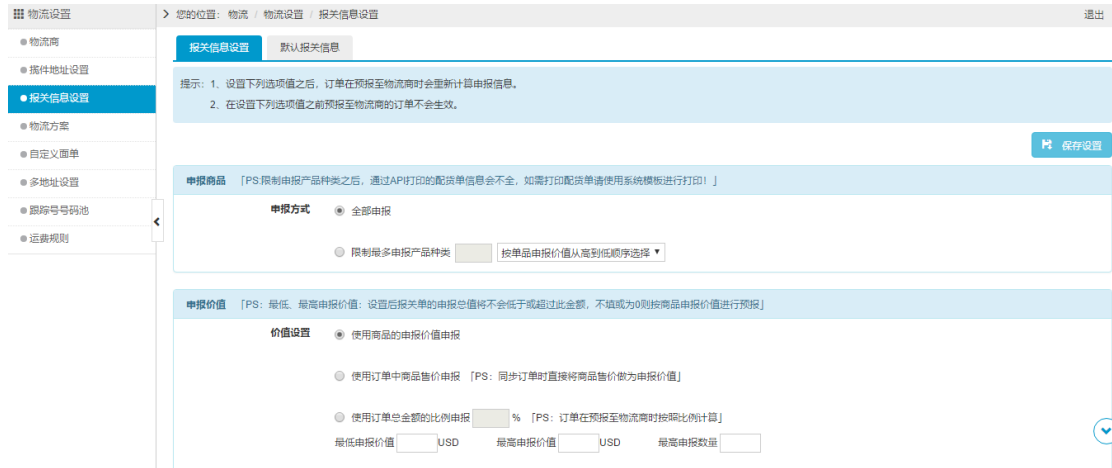 物流设置
您的位置：物流 / 物流设置 / 报关信息设置
退出
物流商
揽件地址设置
报关信息设置
物流方案
自定义面单
多地址设置
跟踪号号码池
运费规则
报关信息设置
默认报关信息
提示：1、设置下列选项值之后，订单在预报至物流商时会重新计算申报信息。
2、在设置下列选项值之前预报至物流商的订单不会生效。
保存设置
申报商品 「PS:限制申报产品种类之后，通过API打印的配货单信息会不全，如需打印配货单请使用系统模板进行打印！」
申报方式
全部申报
限制最多申报产品种类 按单品申报价值从高到低顺序选择
申报价值 「PS：最低、最高申报价值：设置后报关单的申报总值将不会低于或超过此金额，不填或为0则按商品申报价值进行预报」
价值设置
使用商品的申报价值申报
使用订单中商品售价申报 「PS：同步订单时直接将商品售价做为申报价值」
使用订单总金额的比例申报 % 「PS：订单在预报至物流商时按照比例计算」
最低申报价值 USD 最高申报价值 USD 最高申报数量